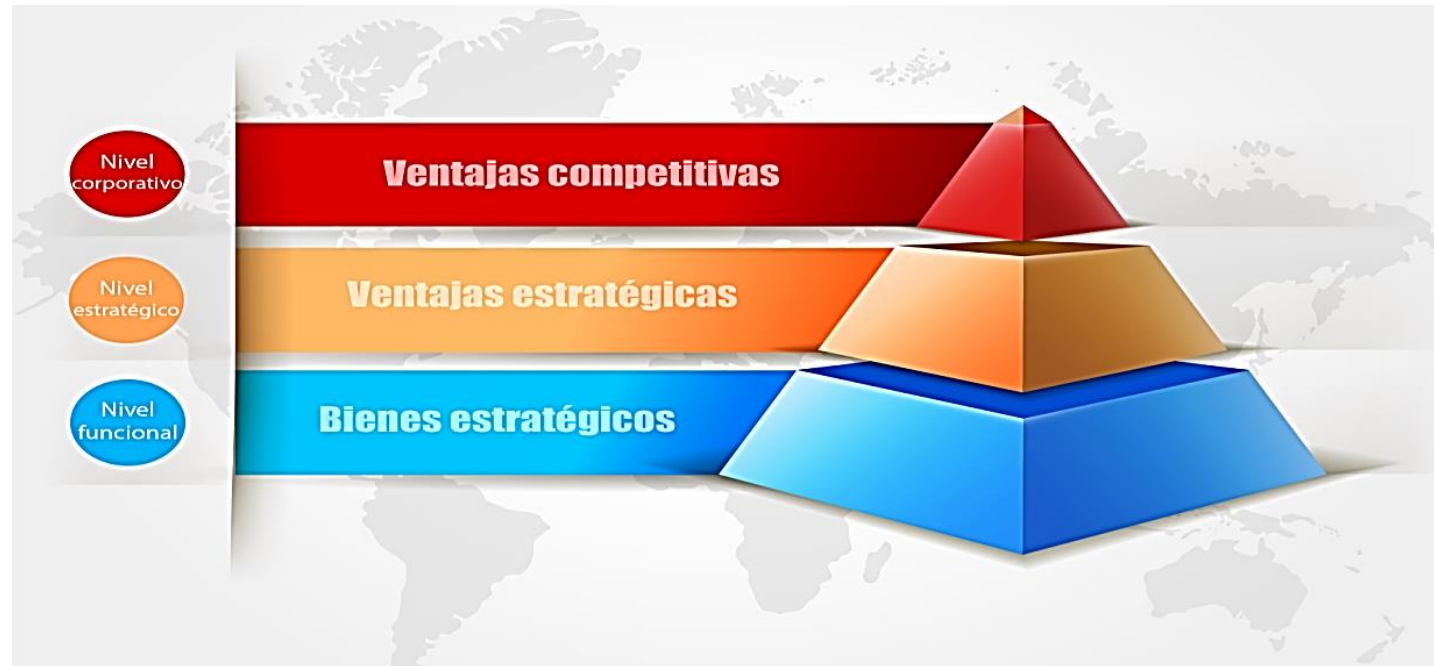 Nivel
corporativo
Ventajas competitivas
Nivel
estratégico
Ventajas estratégicas
Nivel
funcional
Bienes estratégicos